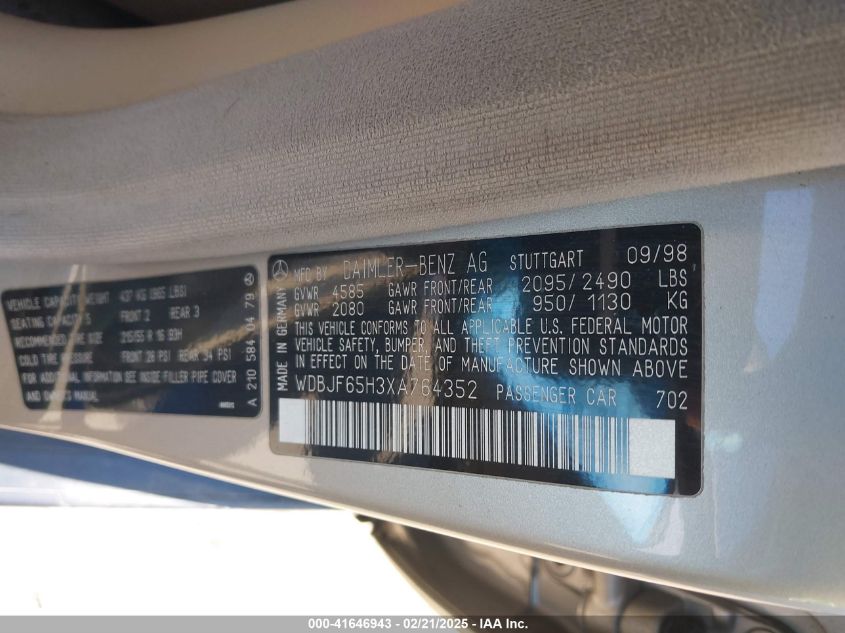 VEHICLE CAPACITY WEIGHT 437 KG (965 LBS)
SEATING CAPACITY 5 FRONT 2 REAR 3
RECOMMENDED TIRE SIZE 215/55 R 16 93H
COLD TIRE PRESSURE FRONT 28 PSI REAR 34 PSI
FOR ADDITIONAL INFORMATION SEE INSIDE FILLER PIPE COVER
AND OWNERS MANUAL
A 210 584 04 79
MADE IN GERMANY
MFD BY DAIMLER-BENZ AG STUTTGART 09/98
GVWR 4585 GAWR FRONT/REAR 2095/2490 LBS
GVWR 2080 GAWR FRONT/REAR 950/1130 KG
THIS VEHICLE CONFORMS TO ALL APPLICABLE U.S. FEDERAL MOTOR
VEHICLE SAFETY, BUMPER, AND THEFT PREVENTION STANDARDS
IN EFFECT ON THE DATE OF MANUFACTURE SHOWN ABOVE
WDBJF65H3XA764352 PASSENGER CAR 702
000-41646943 - 02/21/2025 - IAA Inc.